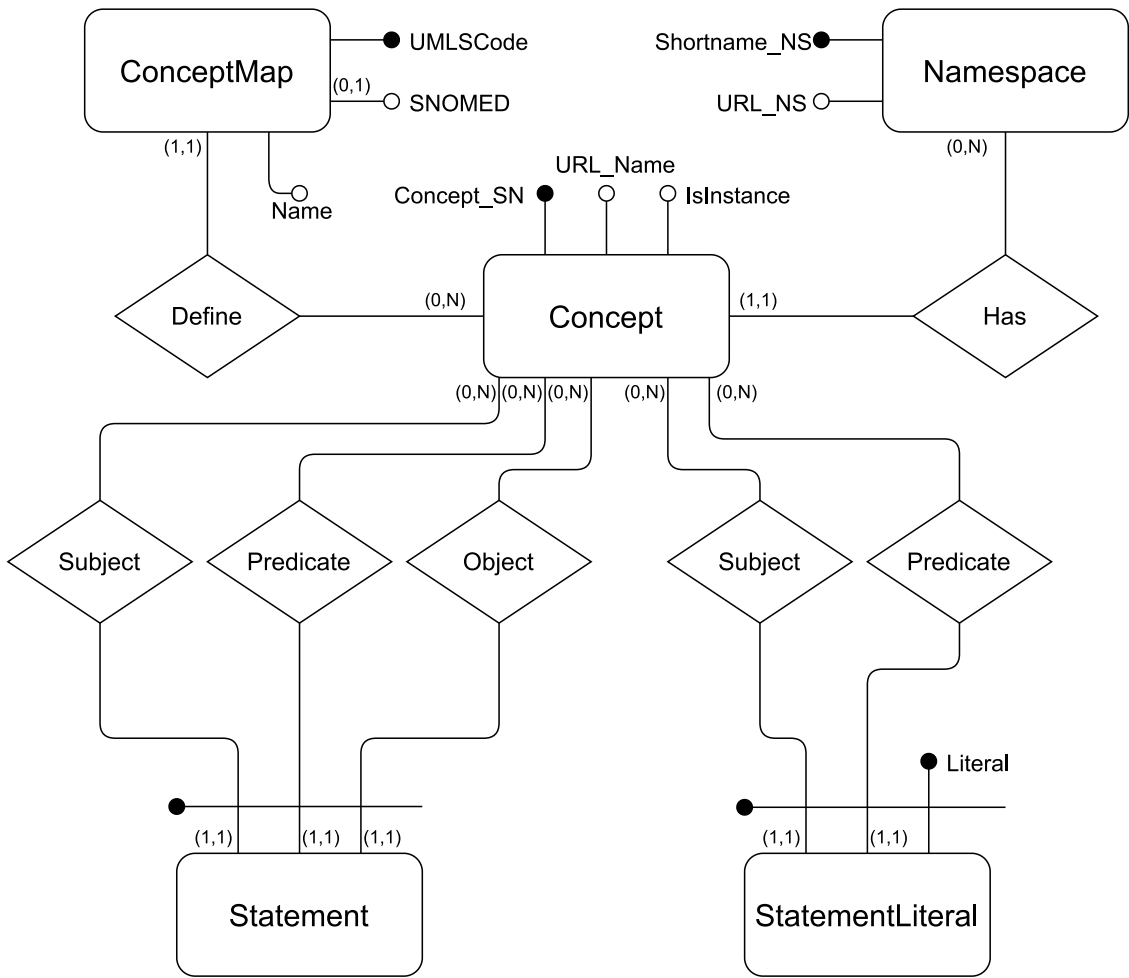 UMLSCode
Shortname_NS
ConceptMap
Namespace
(0,1)
SNOMED
URL_NS
(1,1)
(0,N)
URL_Name
Concept_SN
IsInstance
Name
(0,N)
(1,1)
Define
Concept
Has
(0,N)
(0,N)
(0,N)
(0,N)
(0,N)
Subject
Predicate
Object
Subject
Predicate
Literal
(1,1)
(1,1)
(1,1)
(1,1)
(1,1)
Statement
StatementLiteral